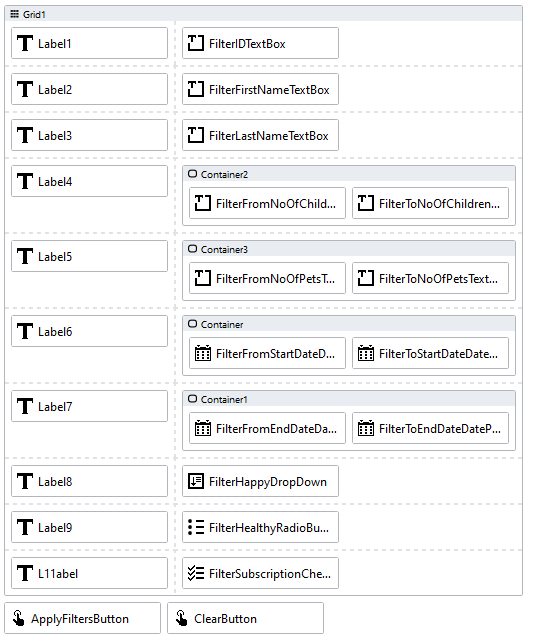 Grid1
Label1 FilterIDTextBox
Label2 FilterFirstNameTextBox
Label3 FilterLastNameTextBox
Label4
Container2
FilterFromNoOfChild... FilterToNoOfChildren...
Label5
Container3
FilterFromNoOfPetsT... FilterToNoOfPetsText...
Label6
Container
FilterFromStartDateD... FilterToStartDateDate...
Label7
Container1
FilterFromEndDateDa... FilterToEndDateDateP...
Label8 FilterHappyDropDown
Label9 FilterHealthyRadioBu...
L11abel FilterSubscriptionChe...
ApplyFiltersButton ClearButton